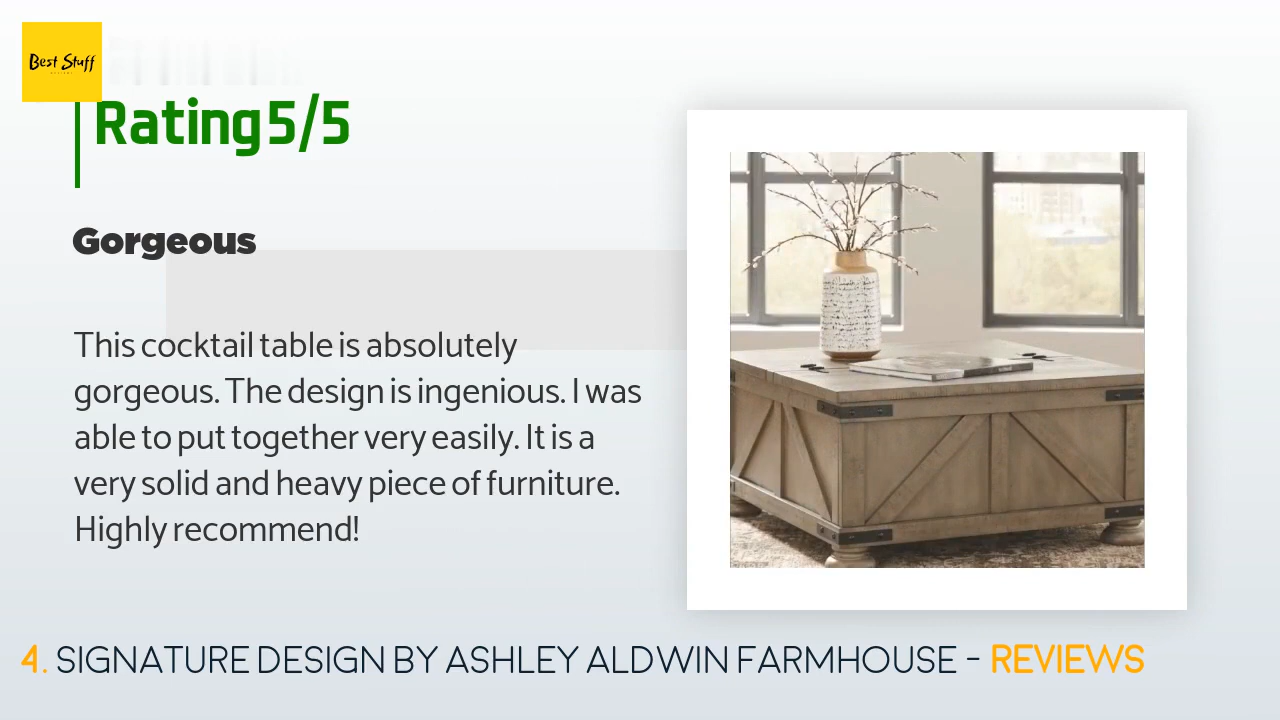 Best Stuff
Rating 5/5
Gorgeous
This cocktail table is absolutely
gorgeous. The design is ingenious. I was
able to put together very easily. It is a
very solid and heavy piece of furniture.
Highly recommend!
4. SIGNATURE DESIGN BY ASHLEY ALDWIN FARMHOUSE - REVIEWS